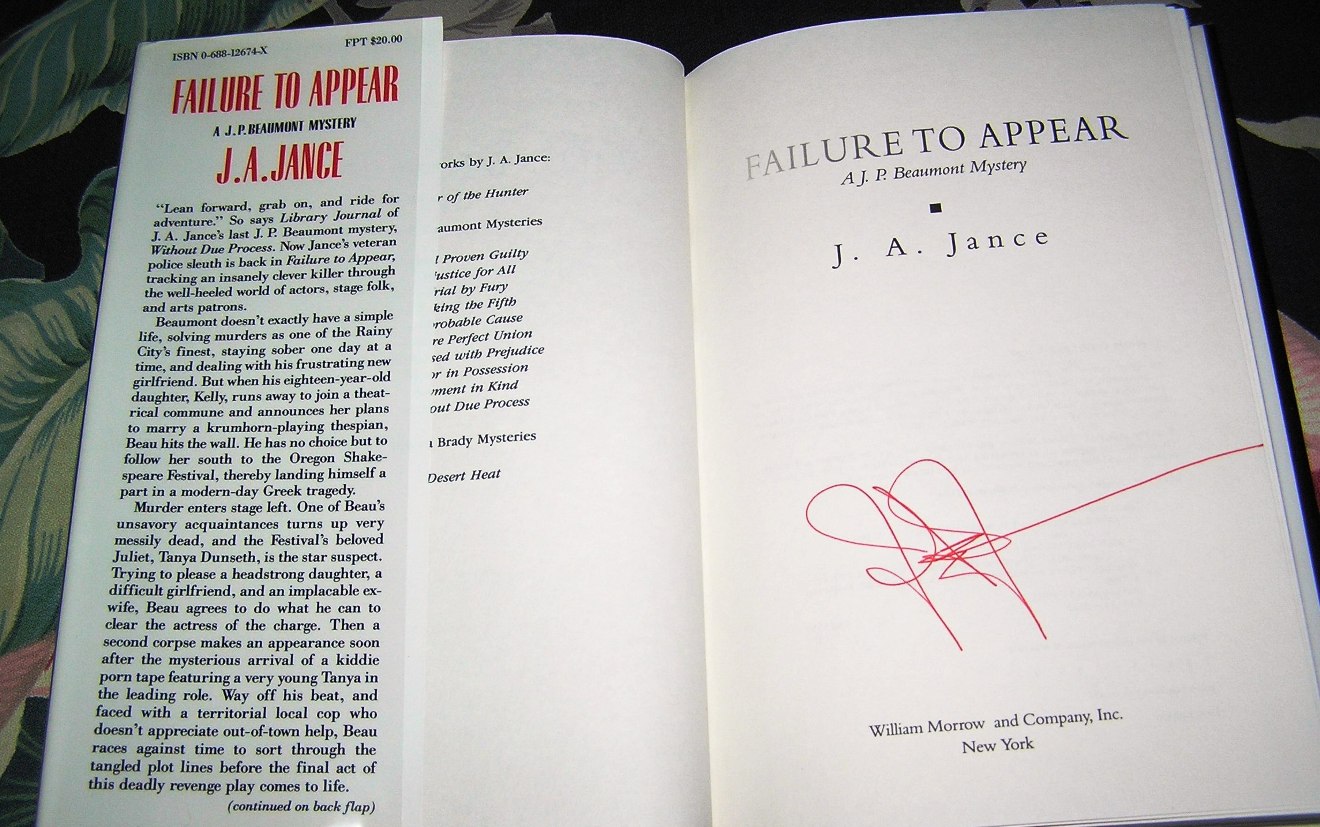 ISBN 0-688-12674-X
FPT $20.00
FAILURE TO APPEAR
A J.P. BEAUMONT MYSTERY
J.A.JANCE
“Lean forward, grab on, and ride for
adventure.” So says Library Journal of
J. A. Jance’s last J. P. Beaumont mystery,
Without Due Process. Now Jance’s veteran
police sleuth is back in Failure to Appear,
tracking an insanely clever killer through
the well-heeled world of actors, stage folk,
and arts patrons.
Beaumont doesn’t exactly have a simple
life, solving murders as one of the Rainy
City’s finest, staying sober one day at a
time, and dealing with his frustrating new
girlfriend. But when his eighteen-year-old
daughter, Kelly, runs away to join a theat-
rical commune and announces her plans
to marry a krumhorn-playing thespian,
Beau hits the wall. He has no choice but to
follow her south to the Oregon Shake-
speare Festival, thereby landing himself a
part in a modern-day Greek tragedy.
Murder enters stage left. One of Beau’s
unsavory acquaintances turns up very
messily dead, and the Festival’s beloved
Juliet, Tanya Dunseth, is the star suspect.
Trying to please a headstrong daughter, a
difficult girlfriend, and an implacable ex-
wife, Beau agrees to do what he can to
clear the actress of the charge. Then a
second corpse makes an appearance soon
after the mysterious arrival of a kiddie
porn tape featuring a very young Tanya in
the leading role. Way off his beat, and
faced with a territorial local cop who
doesn’t appreciate out-of-town help, Beau
races against time to sort through the
tangled plot lines before the final act of
this deadly revenge play comes to life.
(continued on back flap)
orks by J. A. Jance:
r of the Hunter
aumont Mysteries
l Proven Guilty
ustice for All
rial by Fury
king the Fifth
robable Cause
re Perfect Union
sed with Prejudice
or in Possession
ment in Kind
out Due Process
a Brady Mysteries
Desert Heat
FAILURE TO APPEAR
A J. P. Beaumont Mystery
J. A. Jance
William Morrow and Company, Inc.
New York